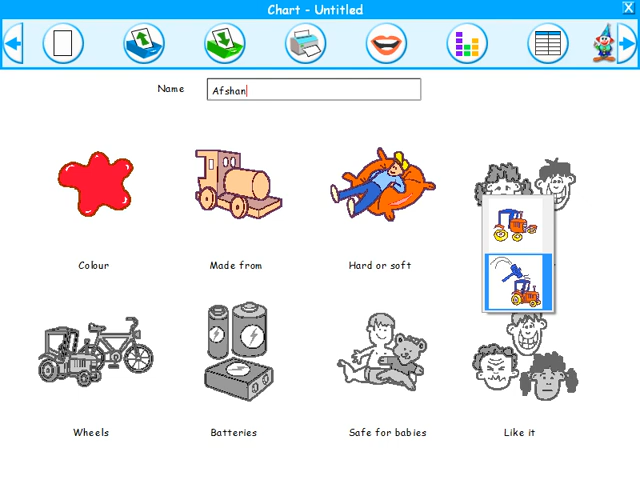 Chart - Untitled
X
Name
Afshan
Colour
Made from
Hard or soft
Wheels
Batteries
Safe for babies
Like it